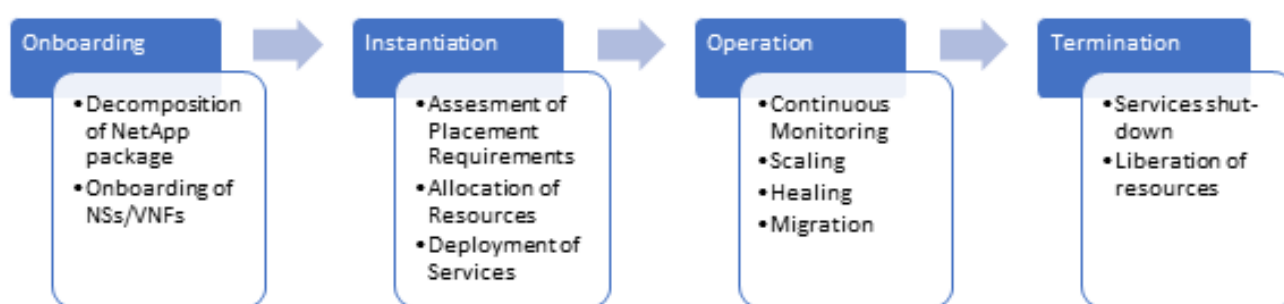 Onboarding
•Decomposition
of NetApp
package
•Onboarding of
NSs/VNFs
Instantiation
•Assesment of
Placement
Requirements
•Allocation of
Resources
•Deployment of
Services
Operation
•Continuous
Monitoring
•Scaling
•Healing
•Migration
Termination
•Services shut-
down
•Liberation of
resources